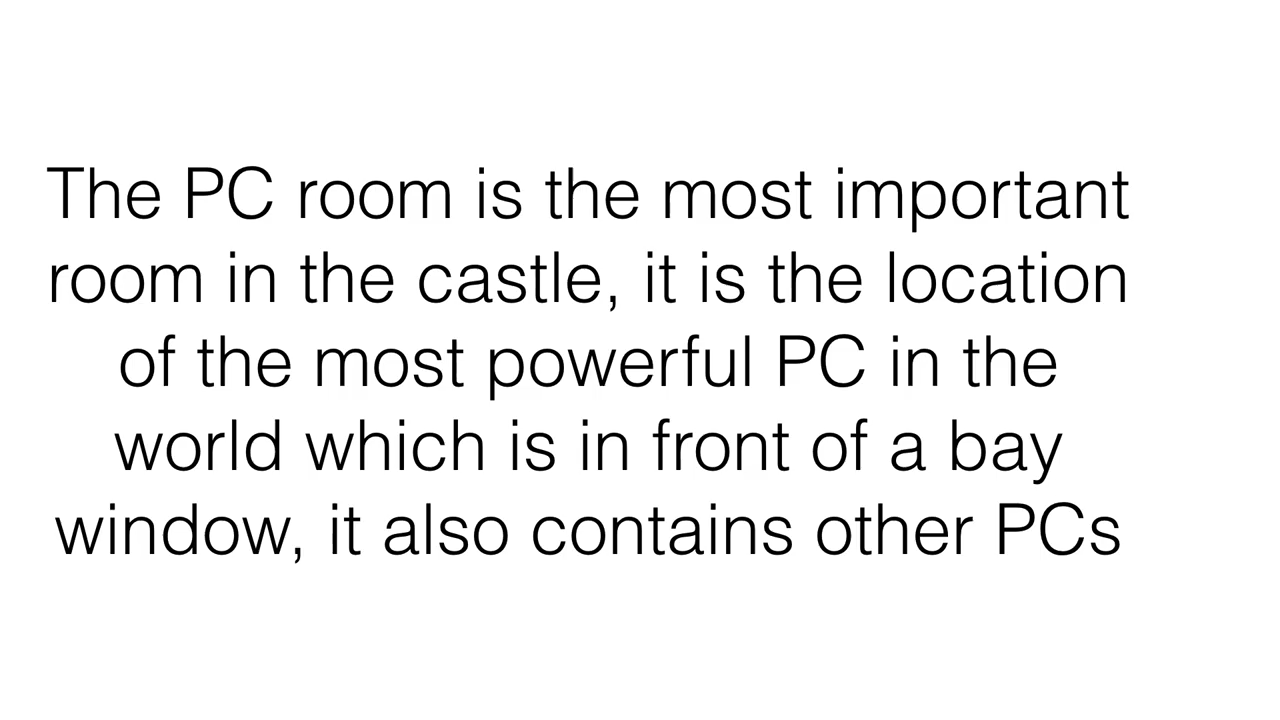 The PC room is the most important
room in the castle, it is the location
of the most powerful PC in the
world which is in front of a bay
window, it also contains other PCs